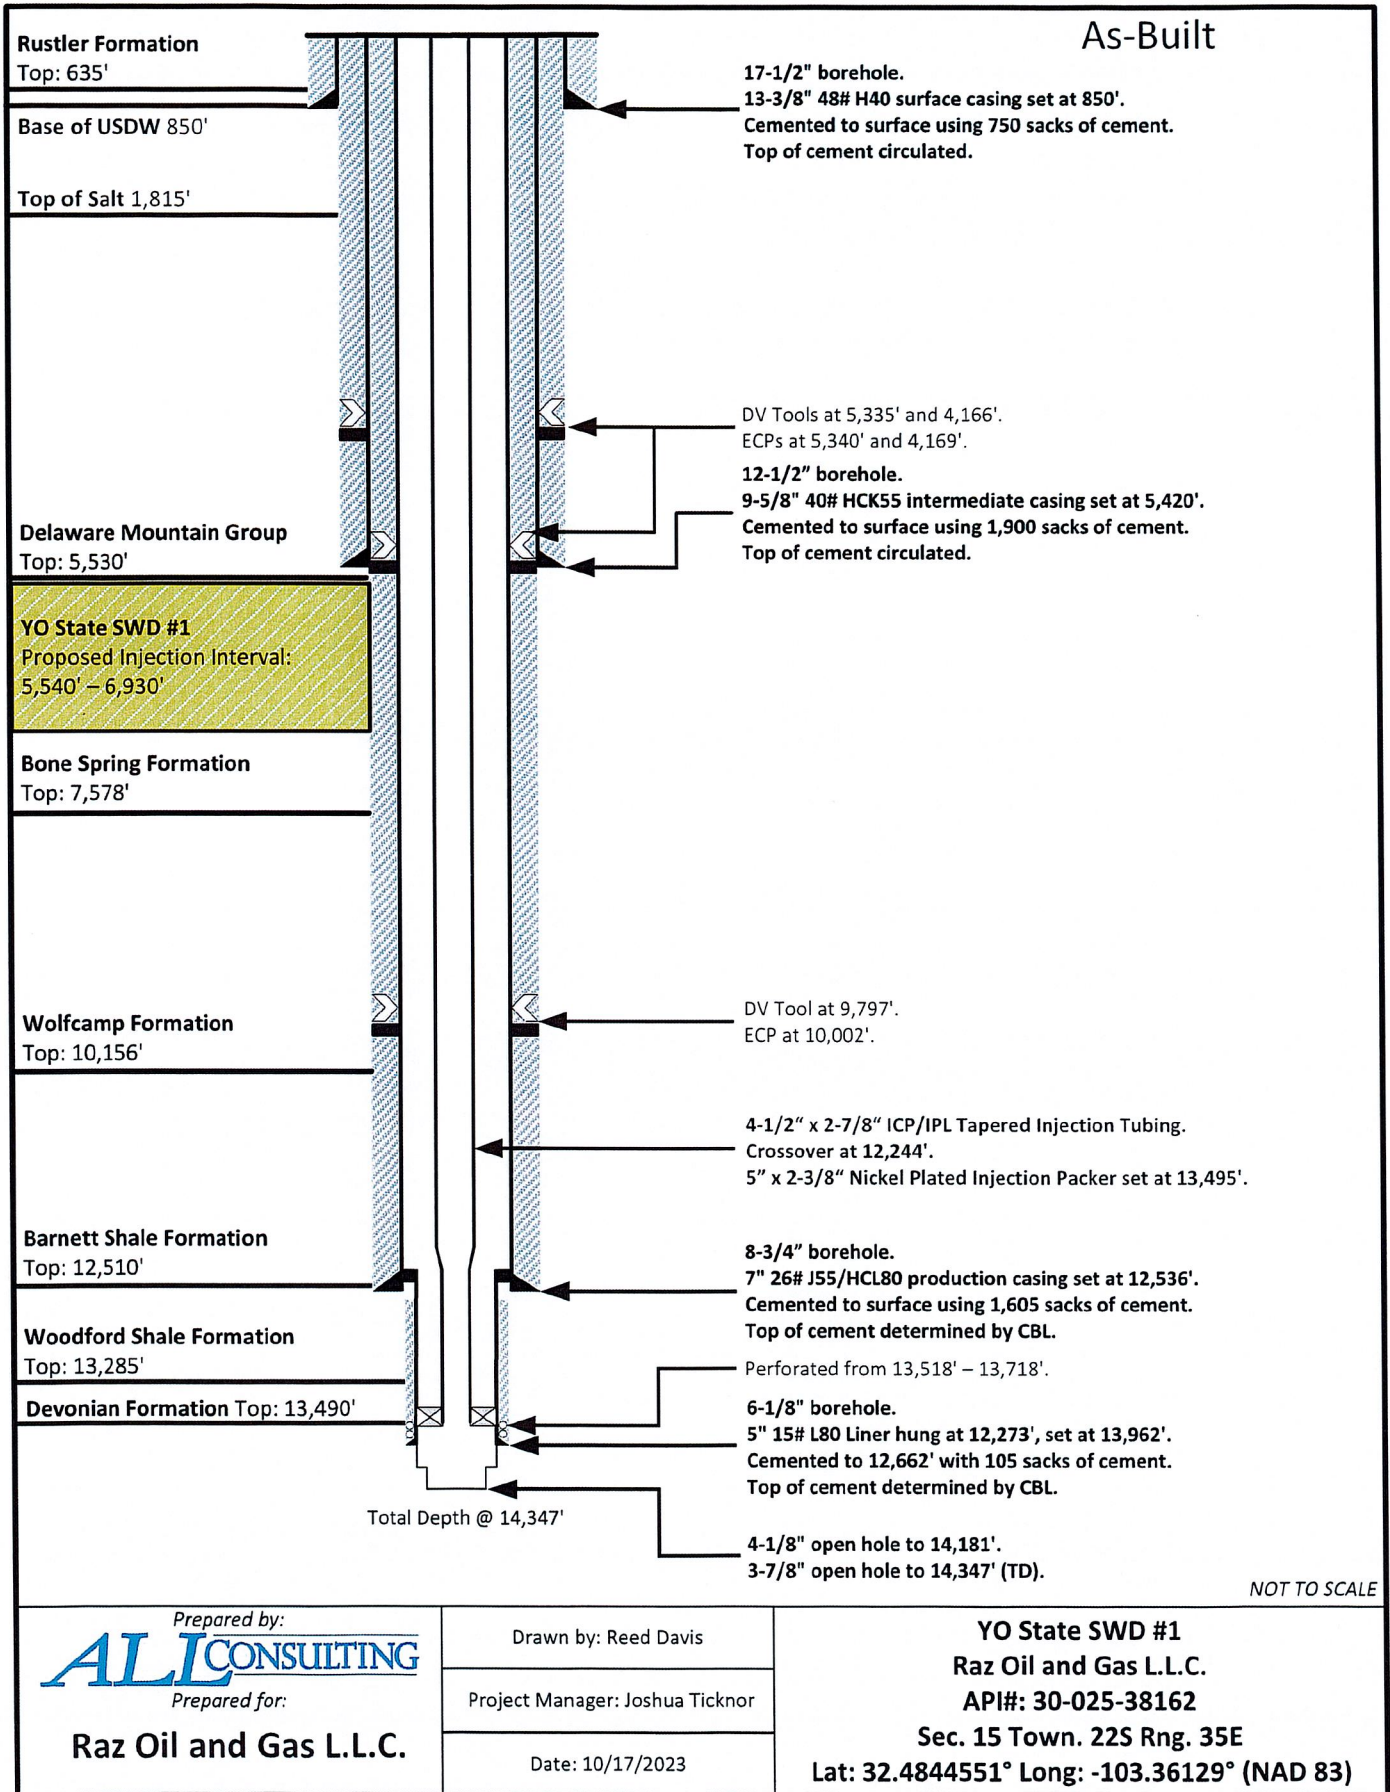 As-Built
Rustler Formation
Top: 635'
Base of USDW 850'
Top of Salt 1,815'
Delaware Mountain Group
Top: 5,530'
YO State SWD #1
Proposed Injection Interval:
5,540' – 6,930'
Bone Spring Formation
Top: 7,578'
Wolfcamp Formation
Top: 10,156'
Barnett Shale Formation
Top: 12,510'
Woodford Shale Formation
Top: 13,285'
Devonian Formation Top: 13,490'
17-1/2" borehole.
13-3/8" 48# H40 surface casing set at 850'.
Cemented to surface using 750 sacks of cement.
Top of cement circulated.
DV Tools at 5,335' and 4,166'.
ECPs at 5,340' and 4,169'.
12-1/2” borehole.
9-5/8" 40# HCK55 intermediate casing set at 5,420'.
Cemented to surface using 1,900 sacks of cement.
Top of cement circulated.
DV Tool at 9,797'.
ECP at 10,002'.
4-1/2“ x 2-7/8“ ICP/IPL Tapered Injection Tubing.
Crossover at 12,244'.
5” x 2-3/8“ Nickel Plated Injection Packer set at 13,495'.
8-3/4” borehole.
7" 26# J55/HCL80 production casing set at 12,536'.
Cemented to surface using 1,605 sacks of cement.
Top of cement determined by CBL.
Perforated from 13,518' – 13,718'.
6-1/8" borehole.
5" 15# L80 Liner hung at 12,273', set at 13,962'.
Cemented to 12,662' with 105 sacks of cement.
Top of cement determined by CBL.
Total Depth @ 14,347'
4-1/8" open hole to 14,181'.
3-7/8" open hole to 14,347' (TD).
NOT TO SCALE
Prepared by:
ALL CONSULTING
Prepared for:
Raz Oil and Gas L.L.C.
Drawn by: Reed Davis
Project Manager: Joshua Ticknor
Date: 10/17/2023
YO State SWD #1
Raz Oil and Gas L.L.C.
API#: 30-025-38162
Sec. 15 Town. 22S Rng. 35E
Lat: 32.4844551° Long: -103.36129° (NAD 83)